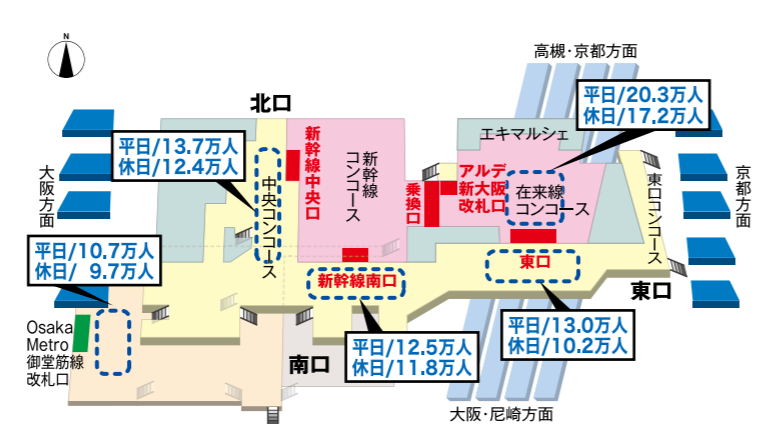 N
高槻・京都方面
北口
平日/20.3万人
休日/17.2万人
平日/13.7万人
休日/12.4万人
エキマルシェ
大阪方面
新幹線中央口
新幹線
コンコース
乗換口
アルデ
新大阪
改札口
在来線
コンコース
東口コンコース
京都方面
中央コンコース
平日/10.7万人
休日/ 9.7万人
新幹線南口
東口
東口
Osaka
Metro
御堂筋線
改札口
南口
平日/12.5万人
休日/11.8万人
平日/13.0万人
休日/10.2万人
大阪・尼崎方面